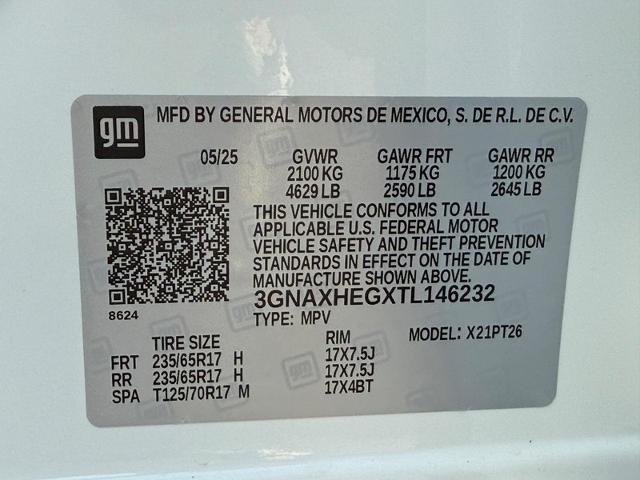 gm
MFD BY GENERAL MOTORS DE MEXICO, S. DE R.L. DE C.V.
05/25 GVWR GAWR FRT GAWR RR
2100 KG 1175 KG 1200 KG
4629 LB 2590 LB 2645 LB
THIS VEHICLE CONFORMS TO ALL
APPLICABLE U.S. FEDERAL MOTOR
VEHICLE SAFETY AND THEFT PREVENTION
STANDARDS IN EFFECT ON THE DATE OF
MANUFACTURE SHOWN ABOVE.
3GNAXHEGXTL146232
8624
TYPE: MPV MODEL: X21PT26
TIRE SIZE RIM
FRT 235/65R17 H 17X7.5J
RR 235/65R17 H 17X7.5J
SPA T125/70R17 M 17X4BT